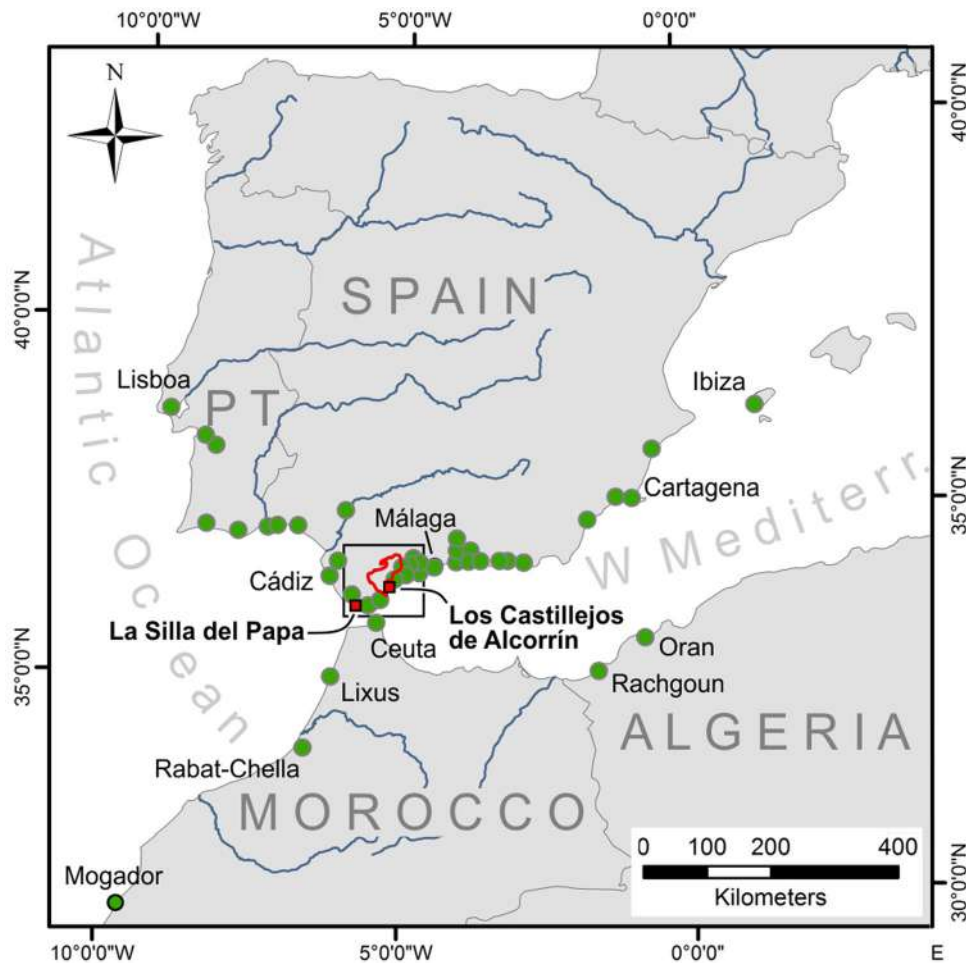 10°0'0"W
5°0'0"W
0°0'0"
N
40°0'0"N
40°0'0"N
Atlantic
Ocean
SPAIN
Lisboa
PT
Ibiza
35°0'0"N
Cartagena
W Mediterr.
Málaga
Cádiz
La Silla del Papa
Los Castillejos
de Alcorrín
Ceuta
35°0'0"N
Oran
Lixus
Rachgoun
ALGERIA
Rabat-Chella
MOROCCO
0 100 200 400
Kilometers
Mogador
30°0'0"N
10°0'0"W
5°0'0"W
0°0'0"
E